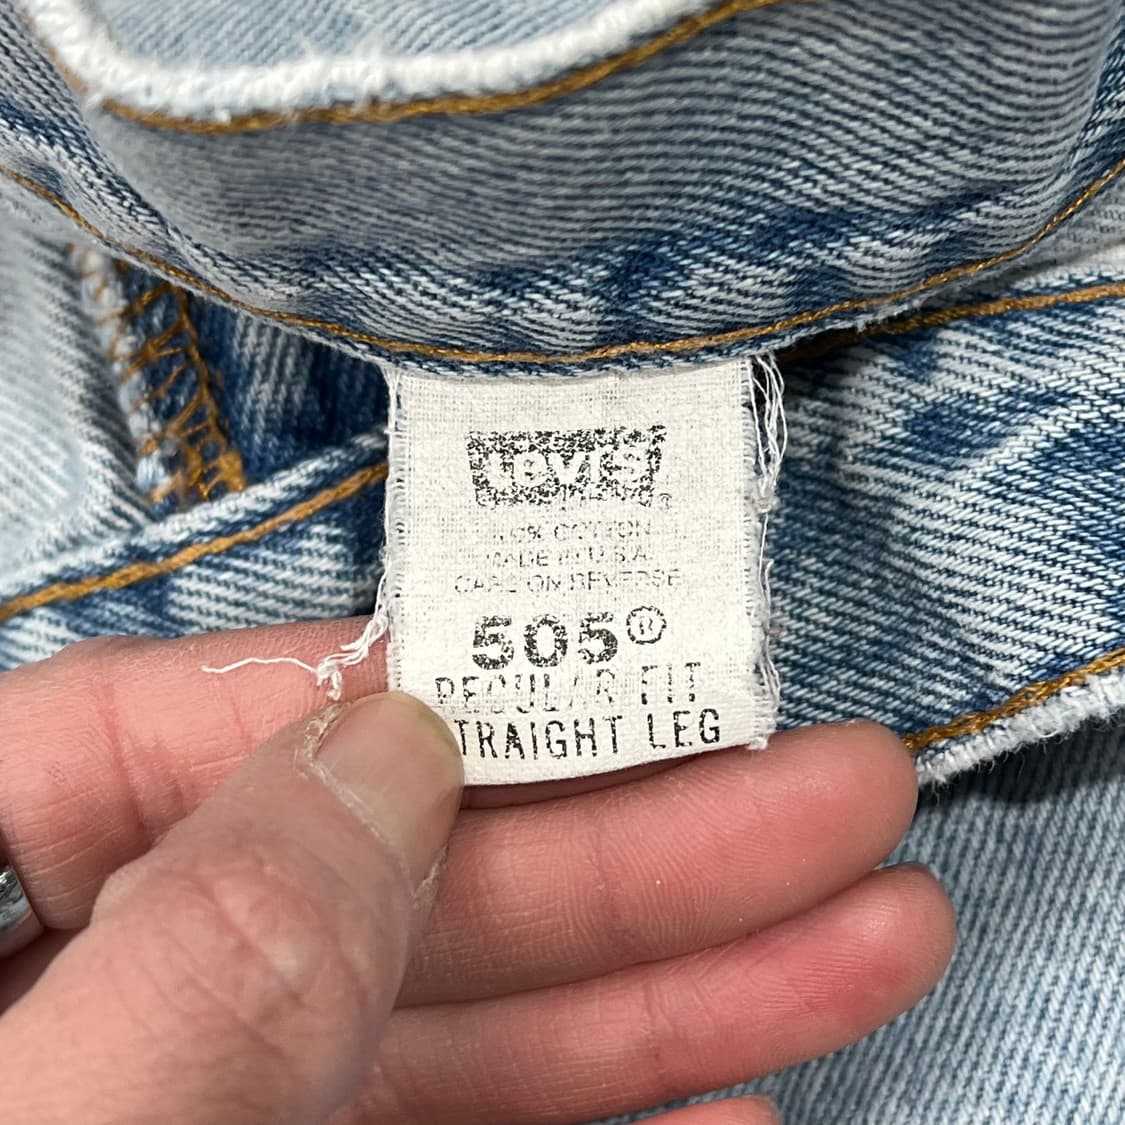 Levi's®
100% COTTON
MADE IN U.S.A.
CARE ON REVERSE
505®
REGULAR FIT
TRAIGHT LEG